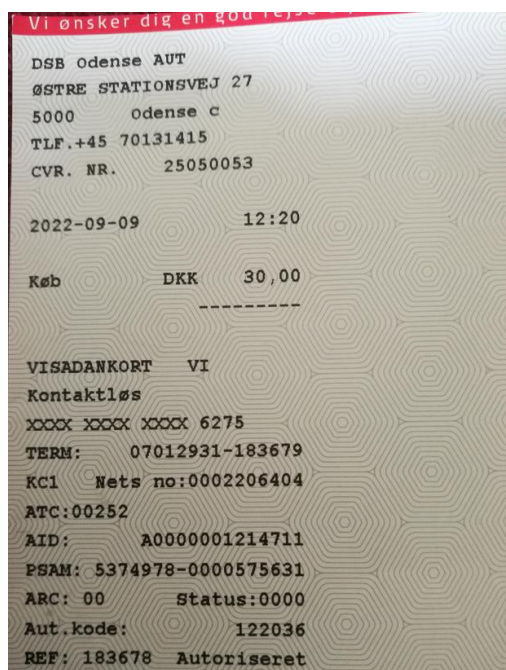 Vi ønsker dig en god rejse
DSB Odense AUT
ØSTRE STATIONSVEJ 27
5000 Odense C
TLF.+45 70131415
CVR. NR. 25050053
2022-09-09 12:20
Køb DKK 30,00
---------
VISADANKORT VI
Kontaktløs
XXXX XXXX XXXX 6275
TERM: 07012931-183679
KC1 Nets no:0002206404
ATC:00252
AID: A0000001214711
PSAM: 5374978-0000575631
ARC: 00 Status:0000
Aut.kode: 122036
REF: 183678 Autoriseret